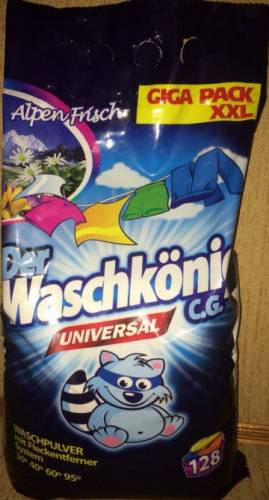 Alpen Frisch
GIGA PACK
XXL
Der
Waschkönig
C.G.
UNIVERSAL
WASCHPULVER
mit Fleckentferner
System
30° 40° 60° 95°
128